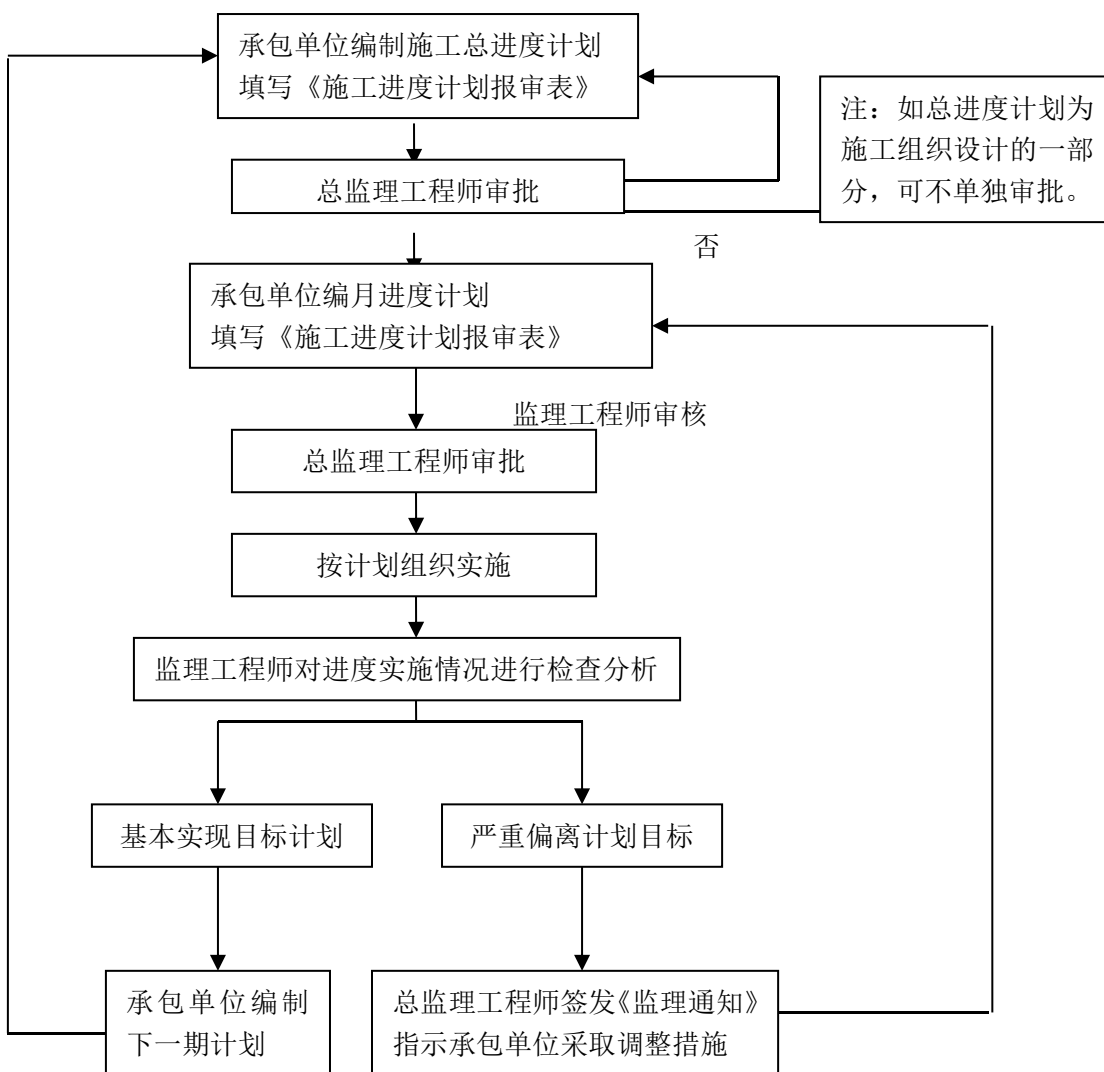 承包单位编制施工总进度计划
填写《施工进度计划报审表》
注：如总进度计划为
施工组织设计的一部
分，可不单独审批。
总监理工程师审批
否
承包单位编月进度计划
填写《施工进度计划报审表》
监理工程师审核
总监理工程师审批
按计划组织实施
监理工程师对进度实施情况进行检查分析
基本实现目标计划
严重偏离计划目标
承包单位编制
下一期计划
总监理工程师签发《监理通知》
指示承包单位采取调整措施